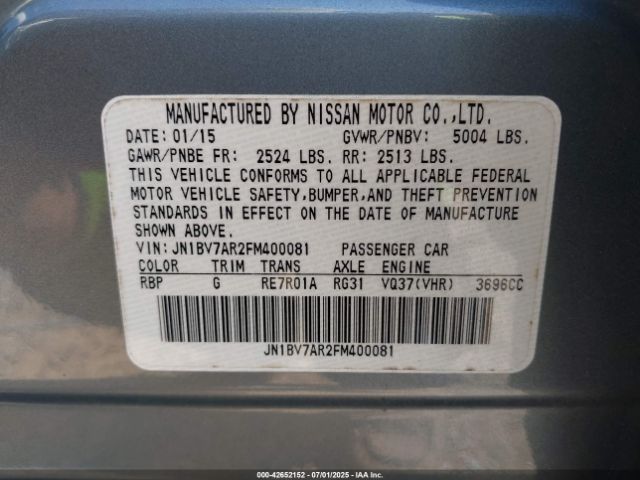 MANUFACTURED BY NISSAN MOTOR CO.,LTD.
DATE: 01/15 GVWR/PNBV: 5004 LBS.
GAWR/PNBE FR: 2524 LBS. RR: 2513 LBS.
THIS VEHICLE CONFORMS TO ALL APPLICABLE FEDERAL
MOTOR VEHICLE SAFETY,BUMPER,AND THEFT PREVENTION
STANDARDS IN EFFECT ON THE DATE OF MANUFACTURE
SHOWN ABOVE.
VIN: JN1BV7AR2FM400081 PASSENGER CAR
COLOR TRIM TRANS AXLE ENGINE
RBP G RE7R01A RG31 VQ37(VHR) 3696CC
JN1BV7AR2FM400081
000-42652152 - 07/01/2025 - IAA Inc.